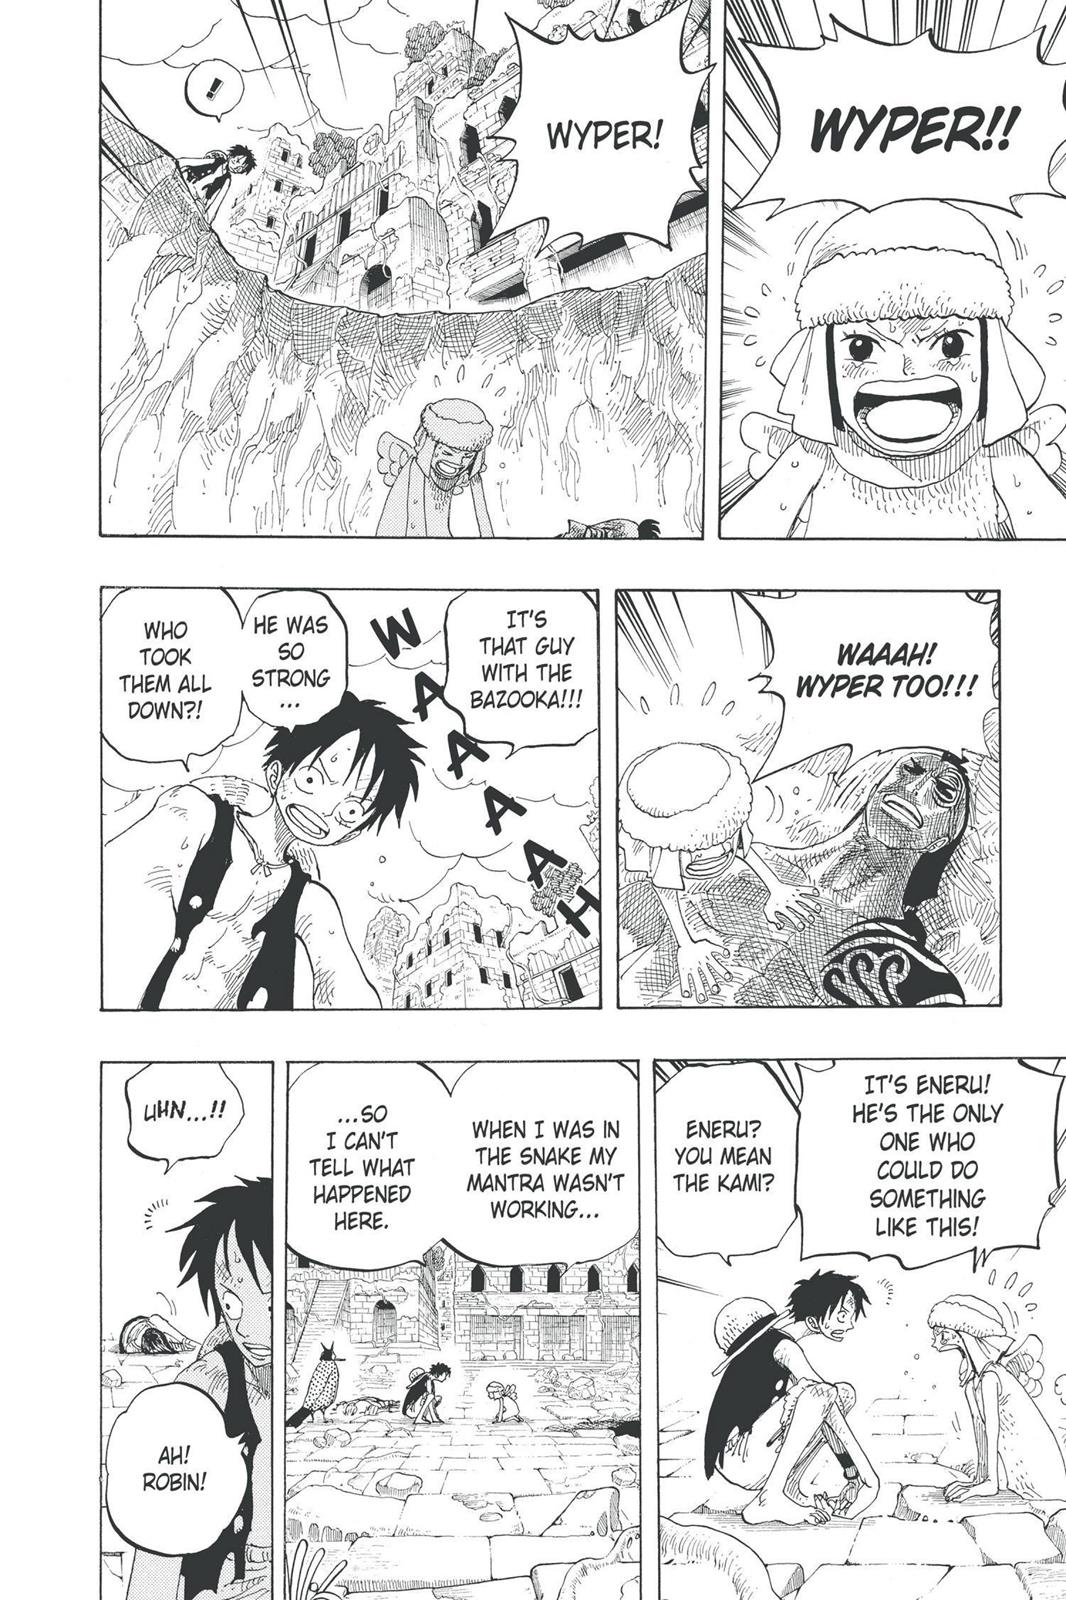 WYPER!!
WYPER!
!
WAAAH!
WYPER TOO!!!
IT'S
THAT GUY
WITH THE
BAZOOKA!!!
WAAAAAH
HE WAS
SO
STRONG
...
WHO
TOOK
THEM ALL
DOWN?!
IT'S ENERU!
HE'S THE ONLY
ONE WHO
COULD DO
SOMETHING
LIKE THIS!
ENERU?
YOU MEAN
THE KAMI?
WHEN I WAS IN
THE SNAKE MY
MANTRA WASN'T
WORKING...
...SO
I CAN'T
TELL WHAT
HAPPENED
HERE.
UHN...!!
AH!
ROBIN!